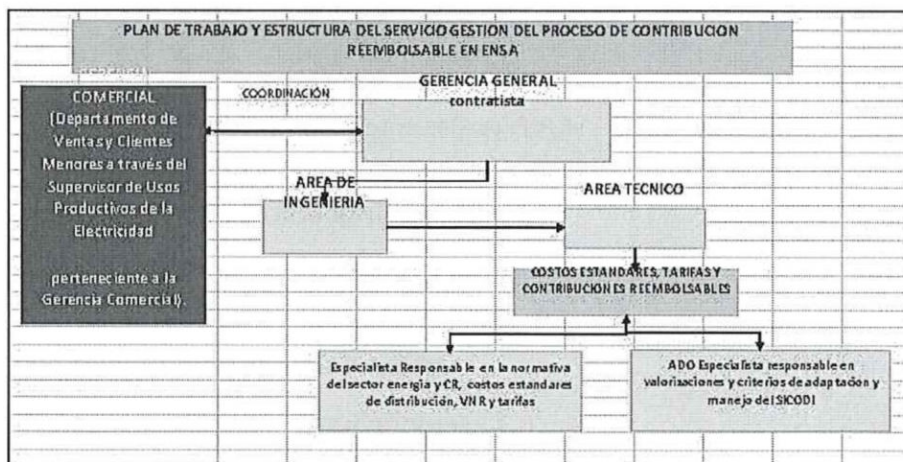 PLAN DE TRABAJO Y ESTRUCTURA DEL SERVICIO GESTION DEL PROCESO DE CONTRIBUCION
REEMBOLSABLE EN ENSA
GERENCIA
COMERCIAL
(Departamento de
Ventas y Clientes
Menores a través del
Supervisor de Usos
Productivos de la
Electricidad
perteneciente a la
Gerencia Comercial).
COORDINACIÓN
GERENCIA GENERAL
contratista
AREA DE
INGENIERIA
AREA TECNICO
COSTOS ESTANDARES, TARIFAS Y
CONTRIBUCIONES REEMBOLSABLES
Especialista Responsable en la normativa
del sector energia y CR, costos estandares
de distribución, VNR y tarifas
ADO Especialista responsable en
valorizaciones y criterios de adaptacion y
manejo del SICODI